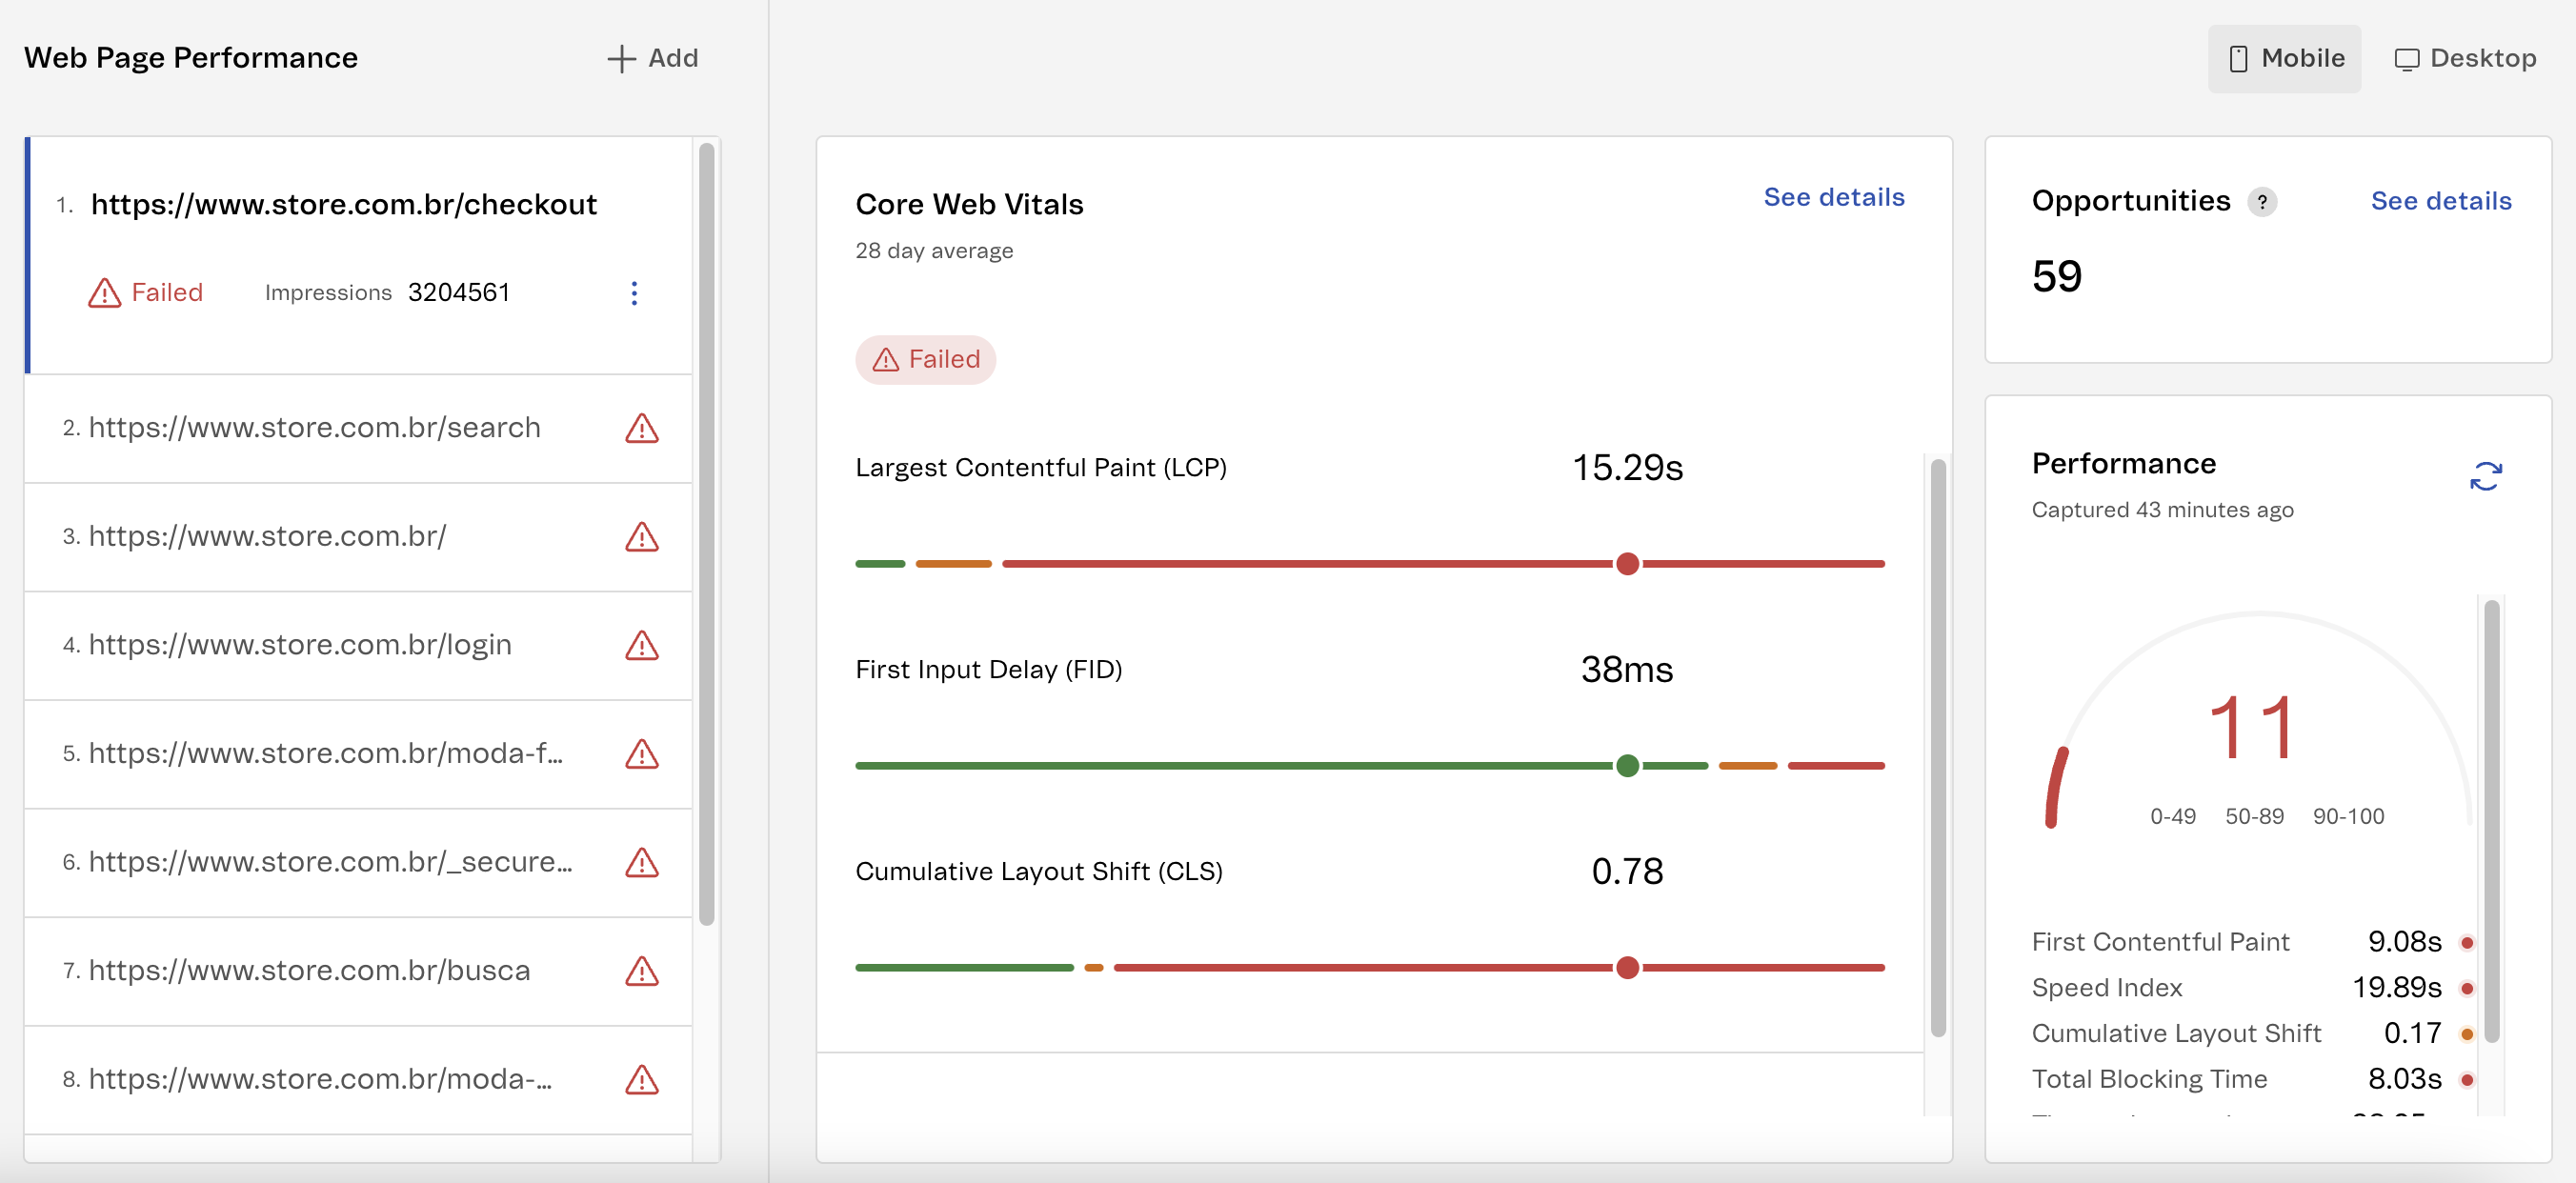 Web Page Performance
Add
1. https://www.store.com.br/checkout
Failed Impressions 3204561
2. https://www.store.com.br/search
3. https://www.store.com.br/
4. https://www.store.com.br/login
5. https://www.store.com.br/moda-f...
6. https://www.store.com.br/_secure...
7. https://www.store.com.br/busca
8. https://www.store.com.br/moda-...
Mobile
Desktop
Core Web Vitals
See details
28 day average
Failed
Largest Contentful Paint (LCP) 15.29s
First Input Delay (FID) 38ms
Cumulative Layout Shift (CLS) 0.78
Opportunities ? See details
59
Performance
Captured 43 minutes ago
11
0-49 50-89 90-100
First Contentful Paint 9.08s
Speed Index 19.89s
Cumulative Layout Shift 0.17
Total Blocking Time 8.03s